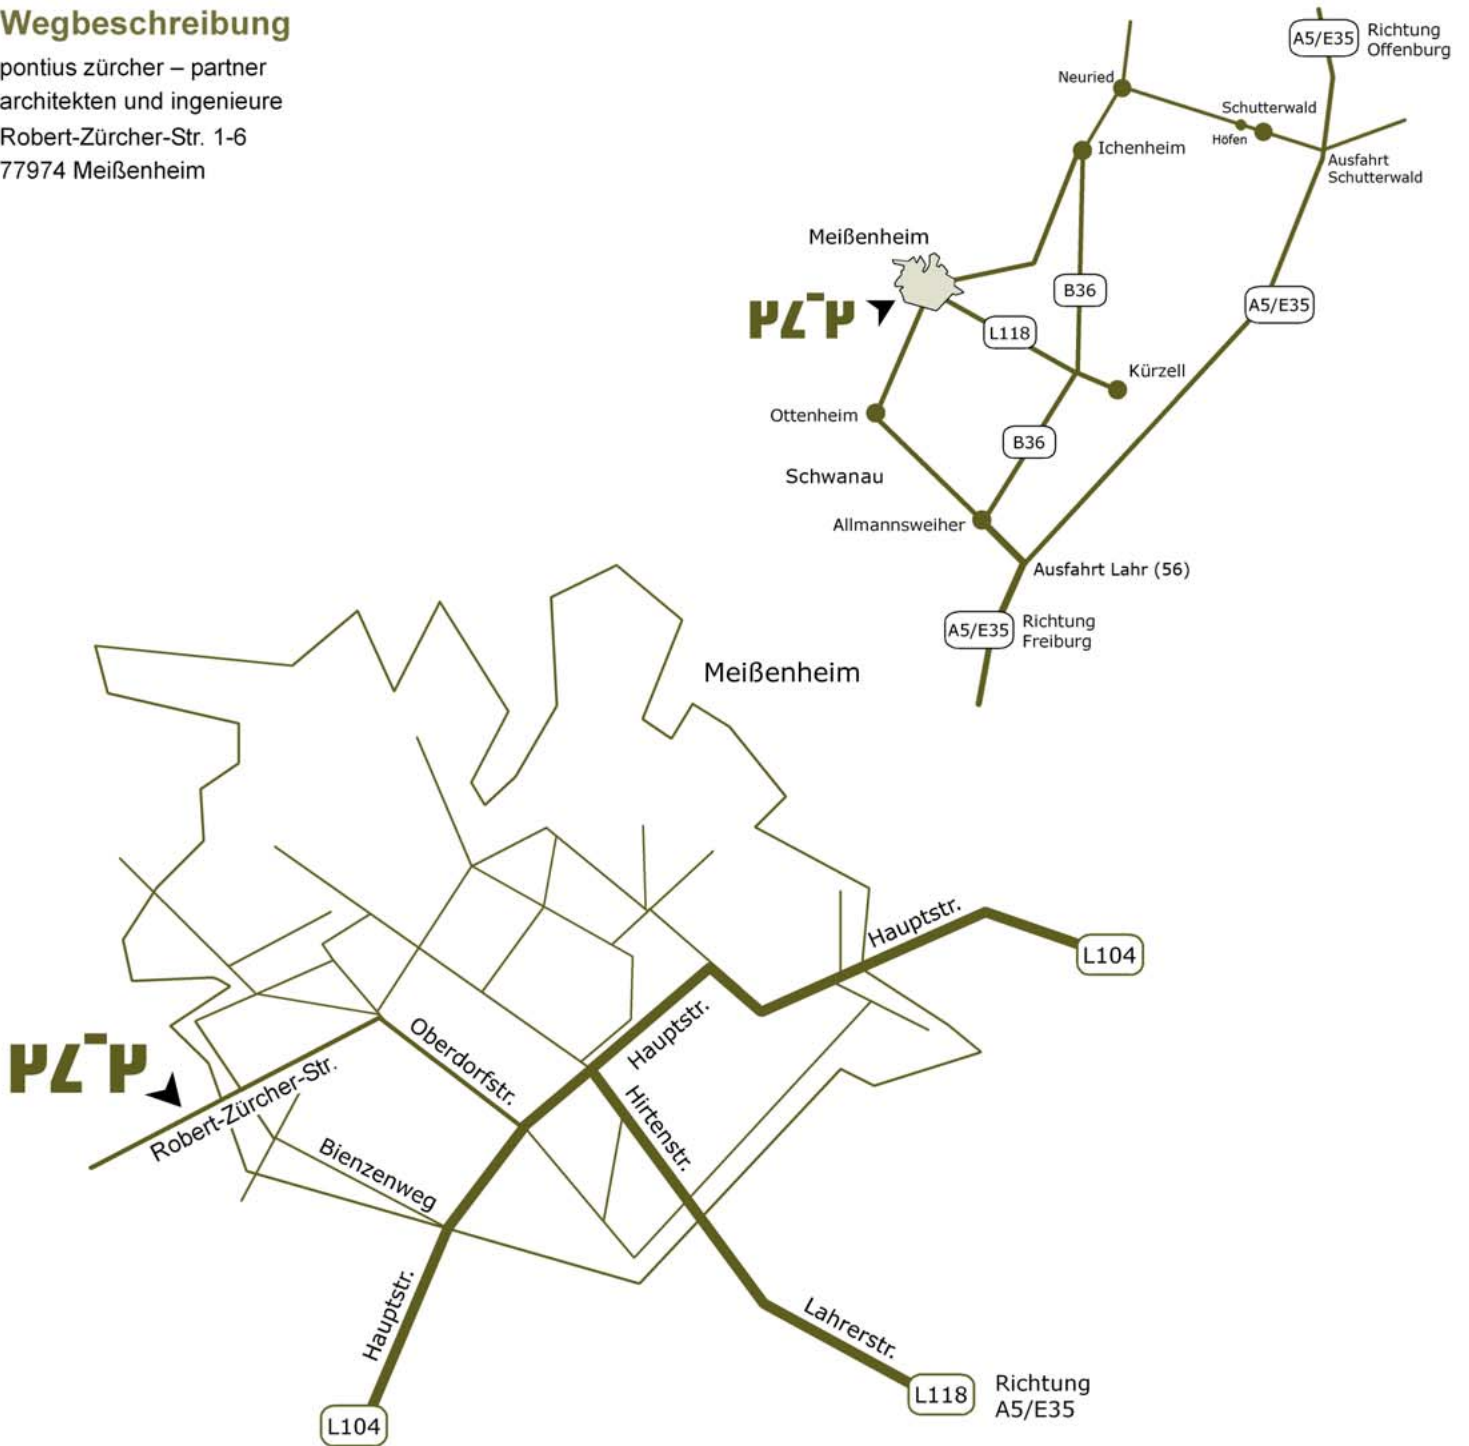 Wegbeschreibung
pontius zürcher – partner
architekten und ingenieure
Robert-Zürcher-Str. 1-6
77974 Meißenheim
A5/E35
Richtung
Offenburg
Neuried
Schutterwald
Höfen
Ichenheim
Ausfahrt
Schutterwald
Meißenheim
B36
A5/E35
L118
Kürzell
Ottenheim
B36
Schwanau
Allmannsweiher
Ausfahrt Lahr (56)
A5/E35
Richtung
Freiburg
Meißenheim
Hauptstr.
L104
Hauptstr.
Oberdorfstr.
Robert-Zürcher-Str.
Hirtenstr.
Bienzenweg
Hauptstr.
Lahrerstr.
L118
Richtung
A5/E35
L104